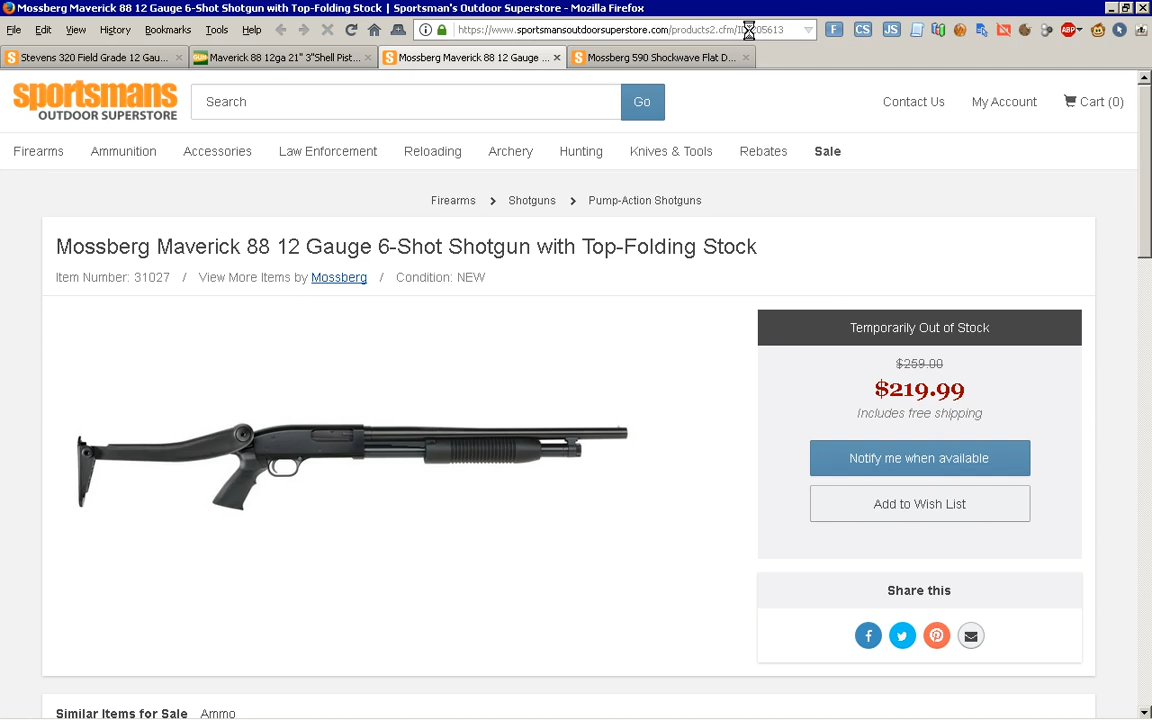 Mossberg Maverick 88 12 Gauge 6-Shot Shotgun with Top-Folding Stock | Sportsman's Outdoor Superstore - Mozilla Firefox
File Edit View History Bookmarks Tools Help
https://www.sportsmansoutdoorsuperstore.com/products2.cfm/ 05613
F CS JS ABP
Stevens 320 Field Grade 12 Gau... Maverick 88 12ga 21" 3"Shell Pist... Mossberg Maverick 88 12 Gauge ... Mossberg 590 Shockwave Flat D...
sportsmans
OUTDOOR SUPERSTORE
Search Go Contact Us My Account Cart (0)
Firearms Ammunition Accessories Law Enforcement Reloading Archery Hunting Knives & Tools Rebates Sale
Firearms Shotguns Pump-Action Shotguns
Mossberg Maverick 88 12 Gauge 6-Shot Shotgun with Top-Folding Stock
Item Number: 31027 / View More Items by Mossberg / Condition: NEW
Temporarily Out of Stock
$259.00
$219.99
Includes free shipping
Notify me when available
Add to Wish List
Share this
Similar Items for Sale Ammo